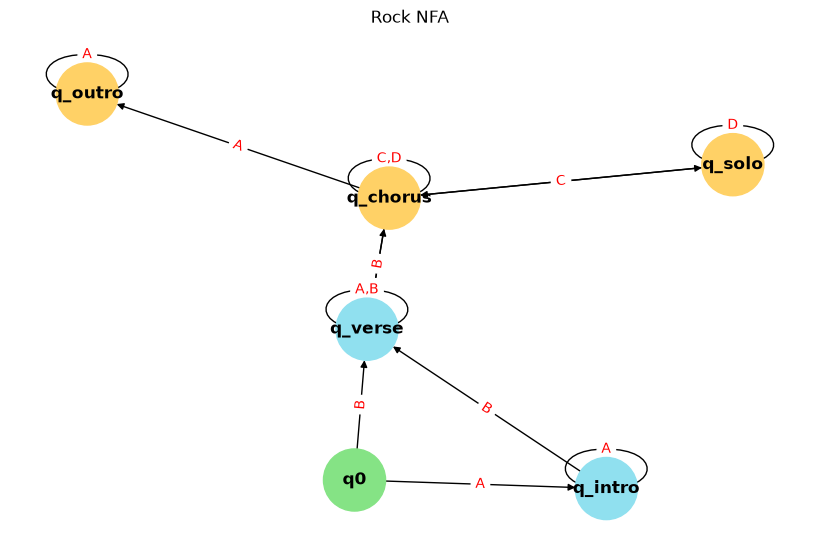 Rock NFA
A
q_outro
D
q_solo
A
C,D
C
q_chorus
B
A,B
q_verse
B
B
A
q0
A
q_intro